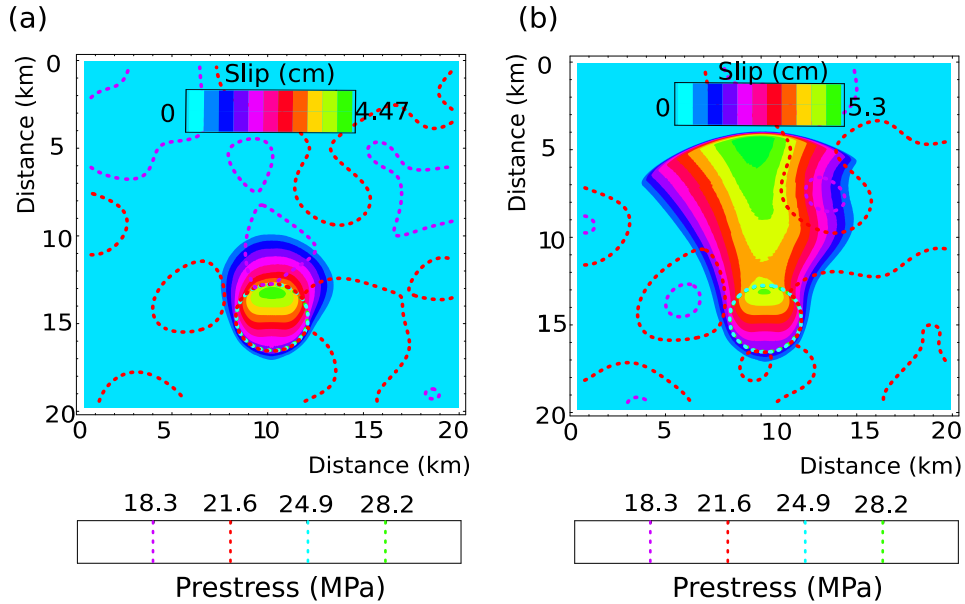 (a)
Slip (cm)
0 4.47
Distance (km)
0
5
10
15
20
0 5 10 15 20
Distance (km)
18.3 21.6 24.9 28.2
Prestress (MPa)
(b)
Slip (cm)
0 5.3
Distance (km)
0
5
10
15
20
0 5 10 15 20
Distance (km)
18.3 21.6 24.9 28.2
Prestress (MPa)